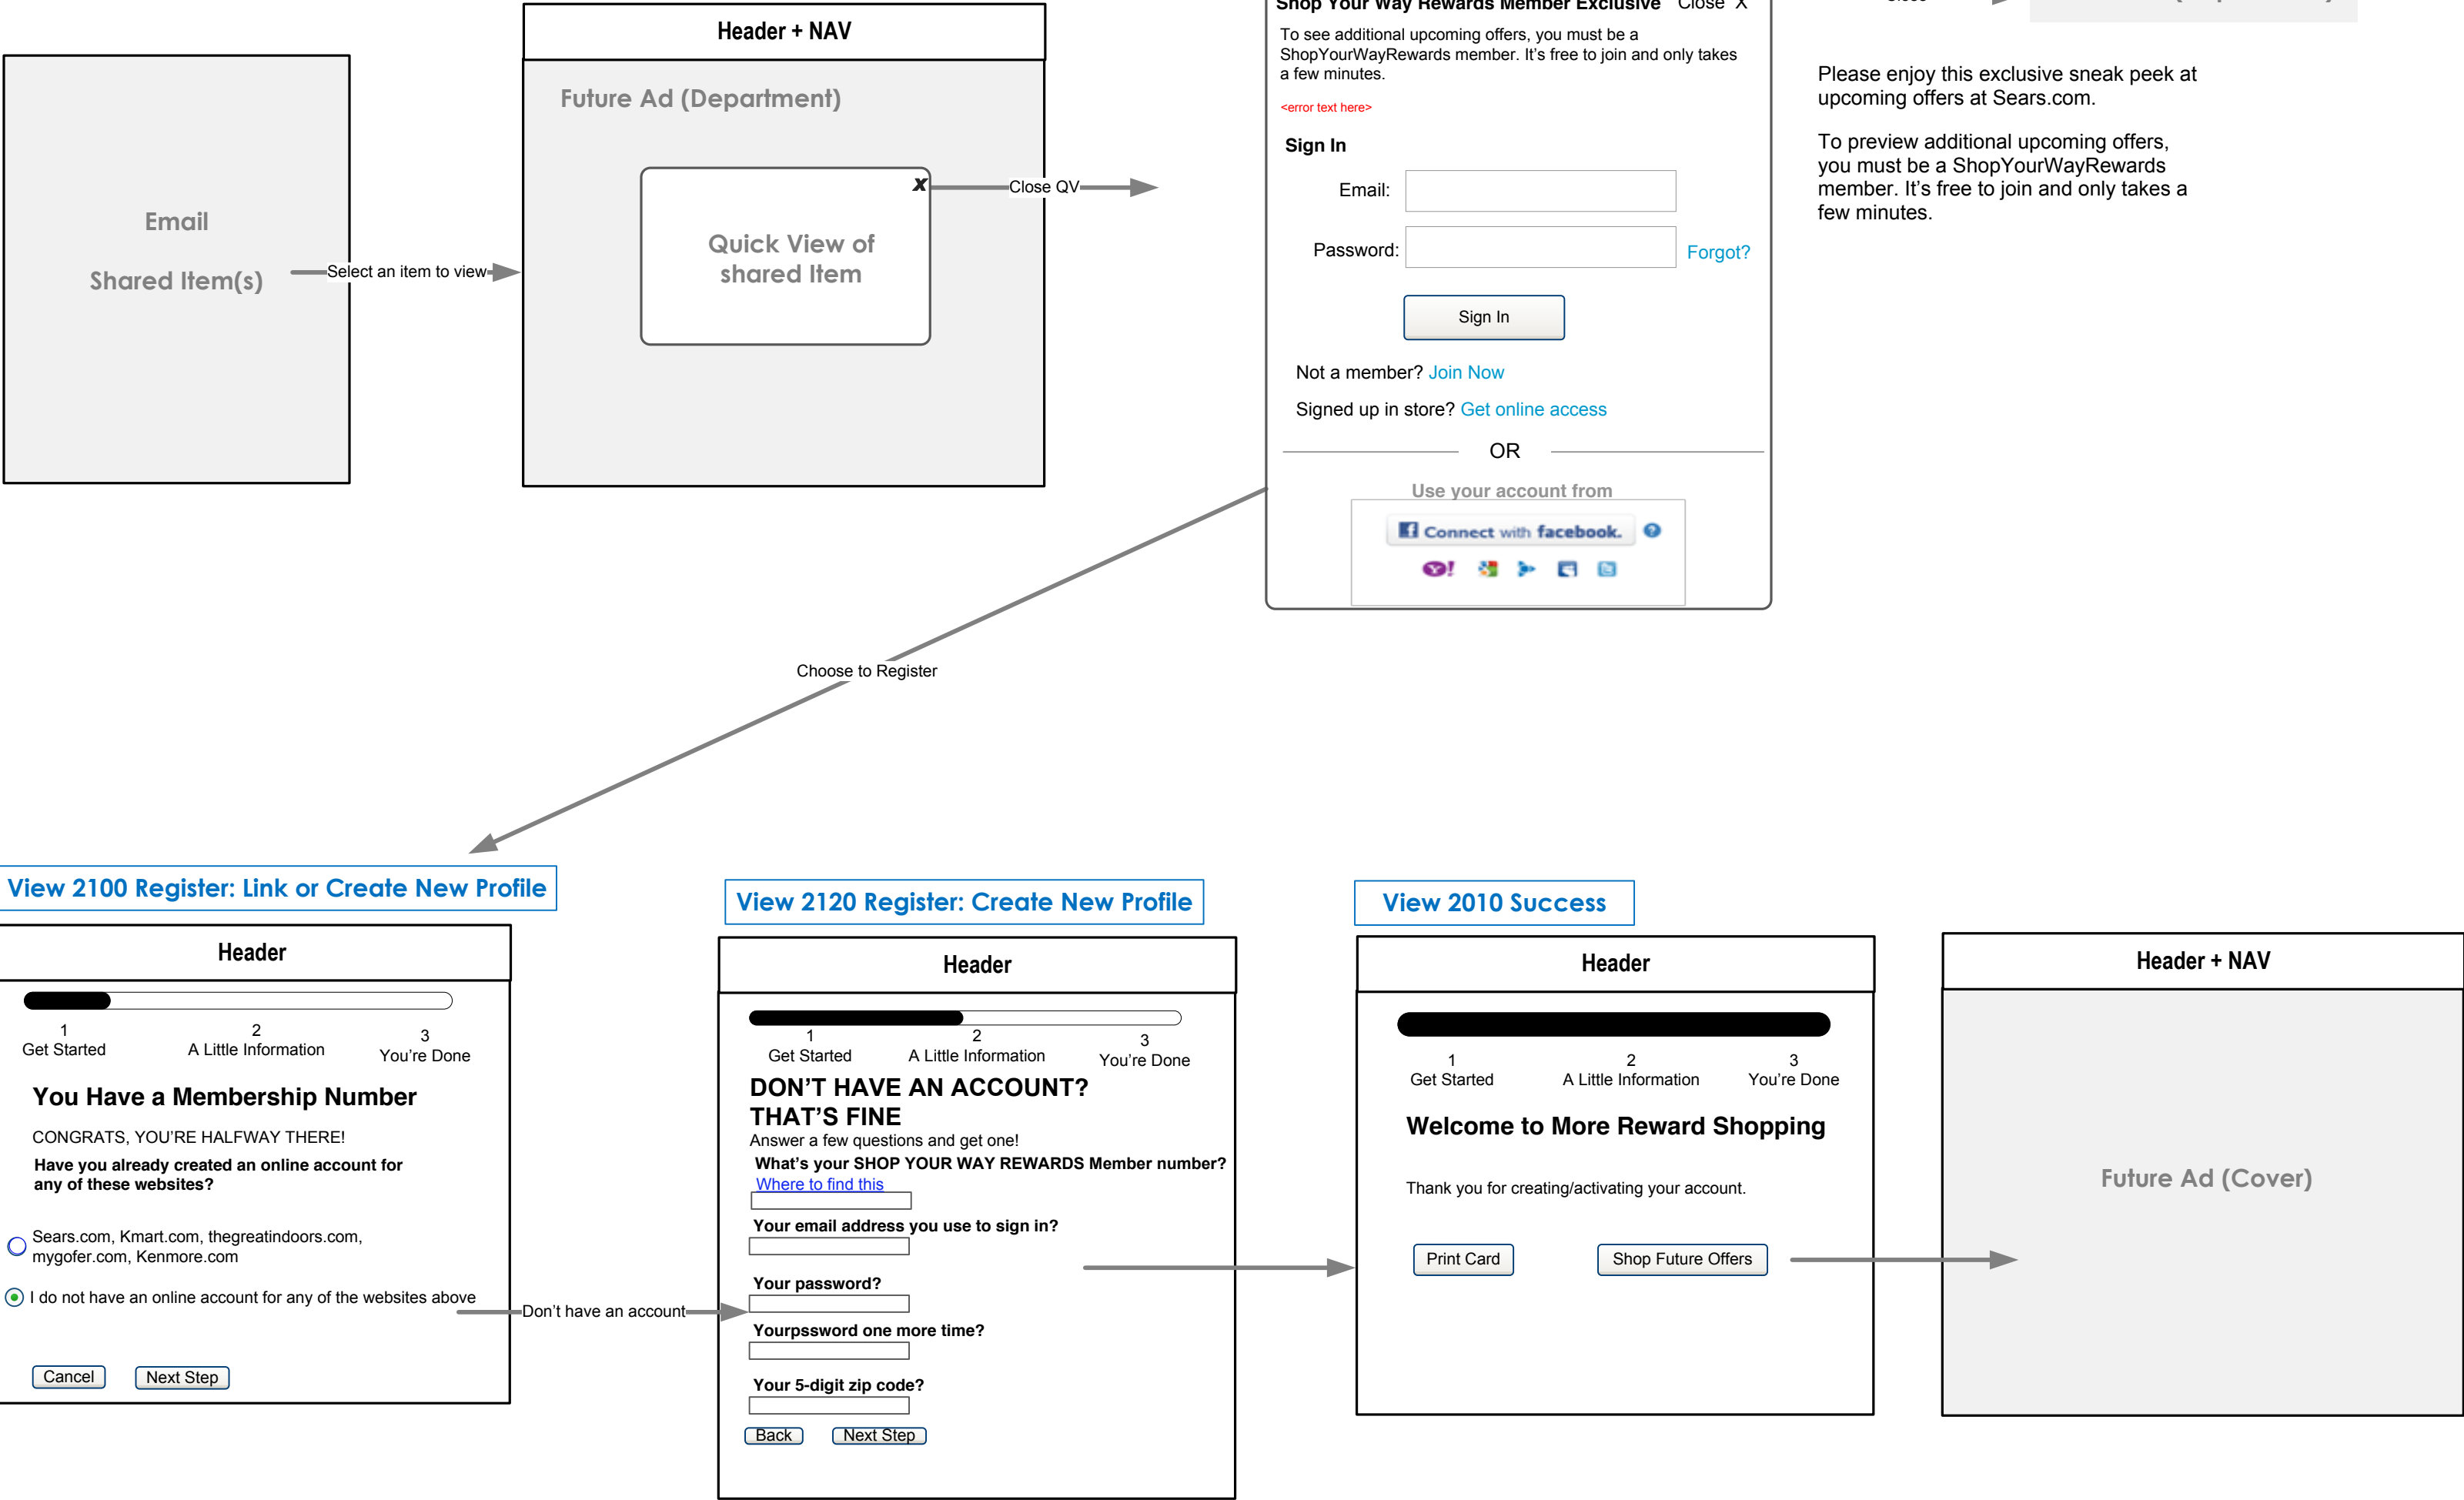 Header + NAV
Future Ad (Department)
Email
Shared Item(s)
Select an item to view
x
Quick View of
shared Item
Close QV
Shop Your Way Rewards Member Exclusive Close X
To see additional upcoming offers, you must be a
ShopYourWayRewards member. It's free to join and only takes
a few minutes.
<error text here>
Sign In
Email:
Password:
Forgot?
Sign In
Not a member? Join Now
Signed up in store? Get online access
OR
Use your account from
Connect with facebook. ?
Y!
Please enjoy this exclusive sneak peek at
upcoming offers at Sears.com.
To preview additional upcoming offers,
you must be a ShopYourWayRewards
member. It's free to join and only takes a
few minutes.
Choose to Register
View 2100 Register: Link or Create New Profile
Header
1
Get Started
2
A Little Information
3
You're Done
You Have a Membership Number
CONGRATS, YOU'RE HALFWAY THERE!
Have you already created an online account for
any of these websites?
Sears.com, Kmart.com, thegreatindoors.com,
mygofer.com, Kenmore.com
I do not have an online account for any of the websites above
Cancel
Next Step
Don't have an account
View 2120 Register: Create New Profile
Header
1
Get Started
2
A Little Information
3
You're Done
DON'T HAVE AN ACCOUNT?
THAT'S FINE
Answer a few questions and get one!
What's your SHOP YOUR WAY REWARDS Member number?
Where to find this
Your email address you use to sign in?
Your password?
Yourpssword one more time?
Your 5-digit zip code?
Back
Next Step
View 2010 Success
Header
1
Get Started
2
A Little Information
3
You're Done
Welcome to More Reward Shopping
Thank you for creating/activating your account.
Print Card
Shop Future Offers
Header + NAV
Future Ad (Cover)